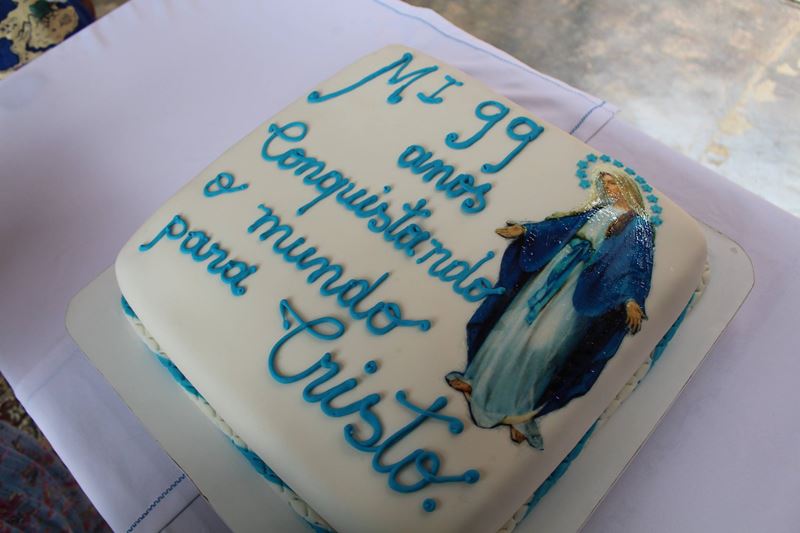 MI 99
anos
Conquistando
o mundo
para Cristo.